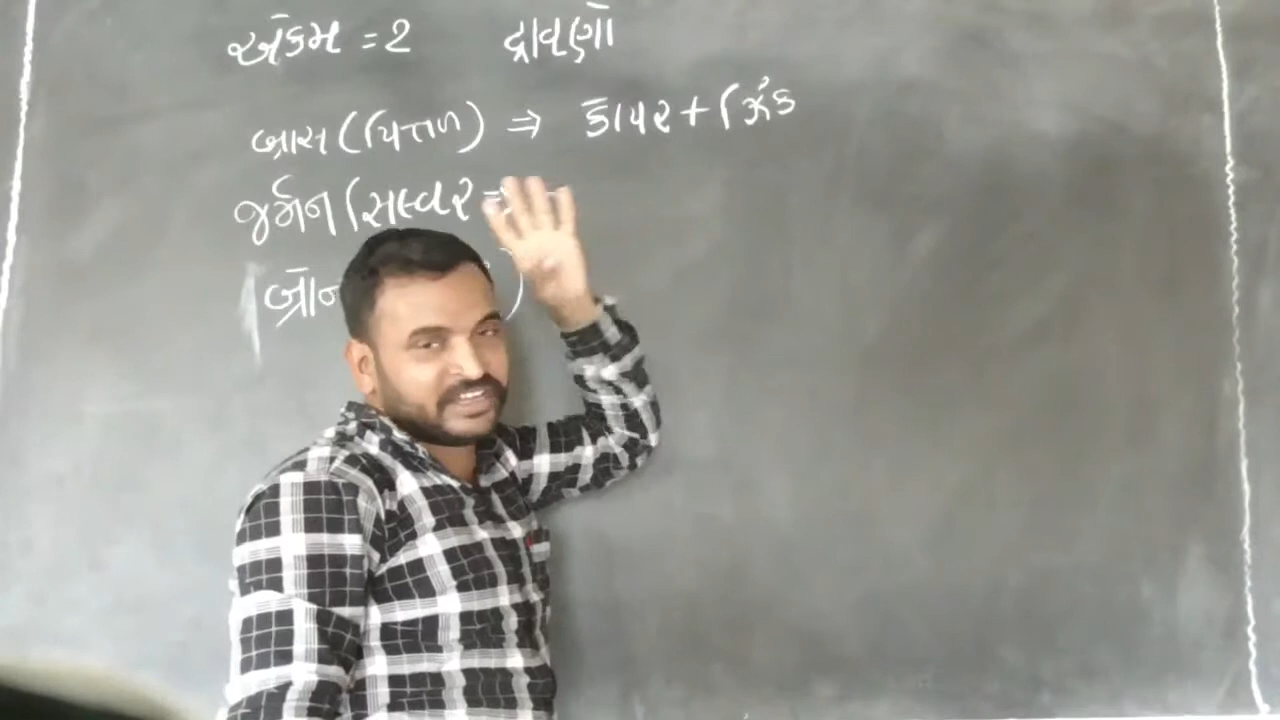 એકમ = 2 દ્રાવણો
બ્રાસ (પિત્તળ) ⇒ કોપર + ઝિંક
જર્મન સિલ્વર =